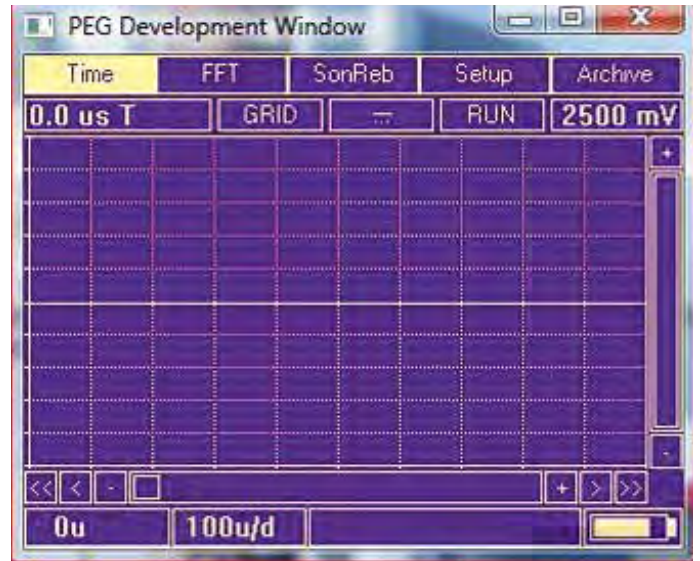 PEG Development Window
Time FFT SonReb Setup Archive
0.0 us T GRID RUN 2500 mV
+
-
<< < - + > >>
0u 100u/d